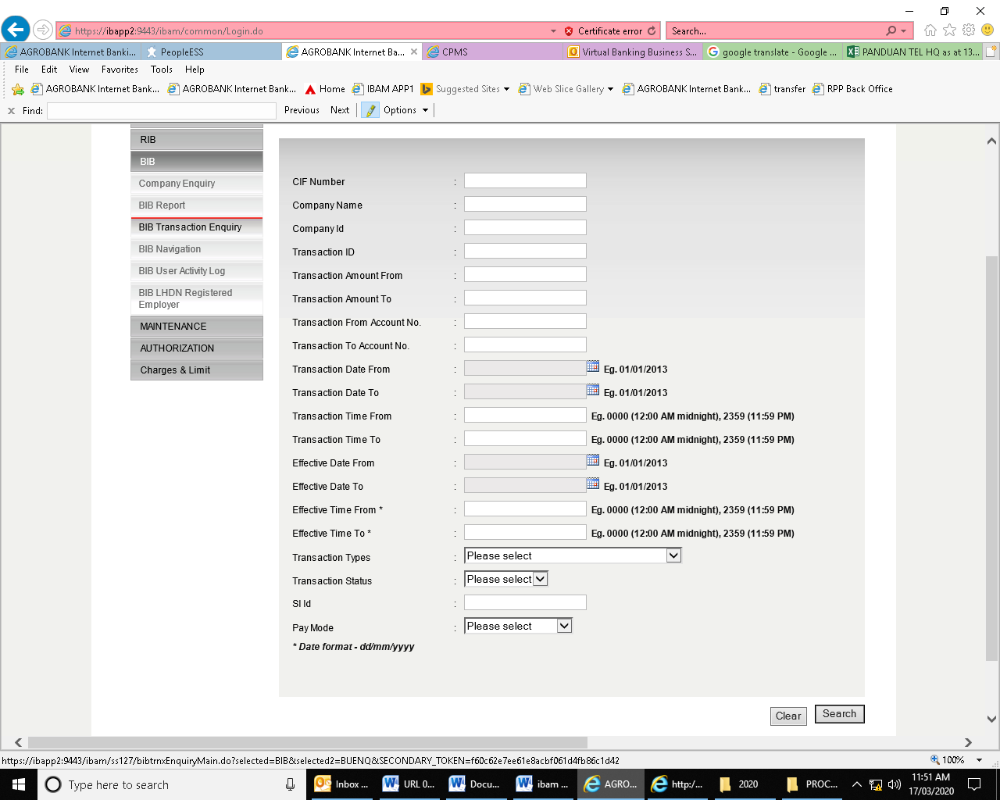 https://ibapp2:9443/ibam/common/Login.do
Certificate error
Search...
AGROBANK Internet Banki...
PeopleESS
AGROBANK Internet Ba...
CPMS
Virtual Banking Business S...
google translate - Google ...
PANDUAN TEL HQ as at 13...
File Edit View Favorites Tools Help
AGROBANK Internet Bank...
AGROBANK Internet Bank...
Home
IBAM APP1
Suggested Sites
Web Slice Gallery
AGROBANK Internet Bank...
transfer
RPP Back Office
x Find:
Previous Next Options
RIB
BIB
Company Enquiry
BIB Report
BIB Transaction Enquiry
BIB Navigation
BIB User Activity Log
BIB LHDN Registered
Employer
MAINTENANCE
AUTHORIZATION
Charges & Limit
CIF Number :
Company Name :
Company Id :
Transaction ID :
Transaction Amount From :
Transaction Amount To :
Transaction From Account No. :
Transaction To Account No. :
Transaction Date From : Eg. 01/01/2013
Transaction Date To : Eg. 01/01/2013
Transaction Time From : Eg. 0000 (12:00 AM midnight), 2359 (11:59 PM)
Transaction Time To : Eg. 0000 (12:00 AM midnight), 2359 (11:59 PM)
Effective Date From : Eg. 01/01/2013
Effective Date To : Eg. 01/01/2013
Effective Time From * : Eg. 0000 (12:00 AM midnight), 2359 (11:59 PM)
Effective Time To * : Eg. 0000 (12:00 AM midnight), 2359 (11:59 PM)
Transaction Types : Please select
Transaction Status : Please select
SI Id :
Pay Mode : Please select
* Date format - dd/mm/yyyy
Clear Search
https://ibapp2:9443/ibam/ss127/bibtrnxEnquiryMain.do?selected=BIB&selected2=BUENQ&SECONDARY_TOKEN=f60c62e7ee61e8acbf061d4fb86c1d42
100%
Type here to search
Inbox ...
URL 0...
Docu...
ibam ...
AGRO...
http:/...
2020
PROC...
11:51 AM
17/03/2020